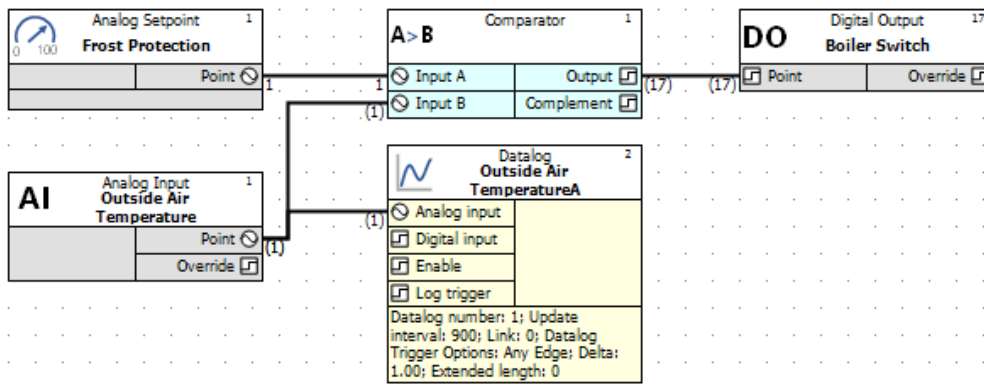 Analog Setpoint 1
Frost Protection
0 100
Point
1
Comparator 1
A>B
1 Input A Output (17)
(1) Input B Complement
Digital Output 17
DO Boiler Switch
(17) Point Override
Analog Input 1
AI Outside Air
Temperature
Point (1)
Override
Datalog 2
Outside Air
TemperatureA
(1) Analog input
Digital input
Enable
Log trigger
Datalog number: 1; Update
interval: 900; Link: 0; Datalog
Trigger Options: Any Edge; Delta:
1.00; Extended length: 0